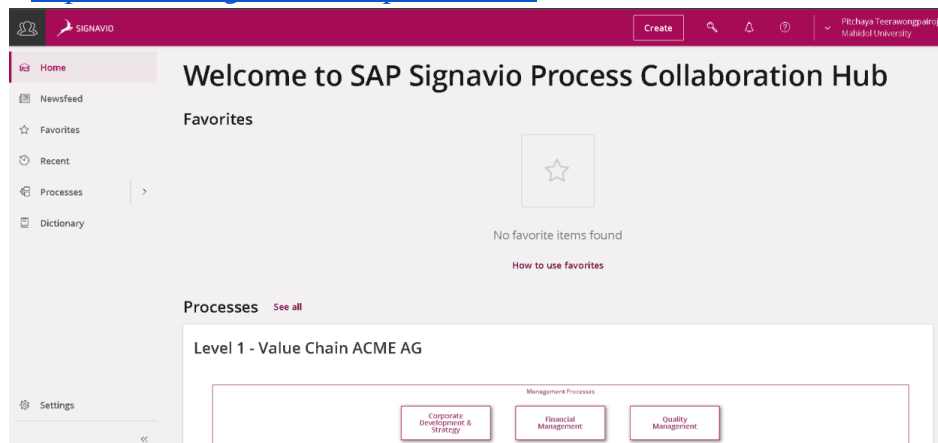 SIGNAVIO
Create
Pitchaya Teerawongpairoj
Mahidol University
Home
Newsfeed
Favorites
Recent
Processes
Dictionary
Settings
Welcome to SAP Signavio Process Collaboration Hub
Favorites
No favorite items found
How to use favorites
Processes See all
Level 1 - Value Chain ACME AG
Management Processes
Corporate
Development &
Strategy
Financial
Management
Quality
Management